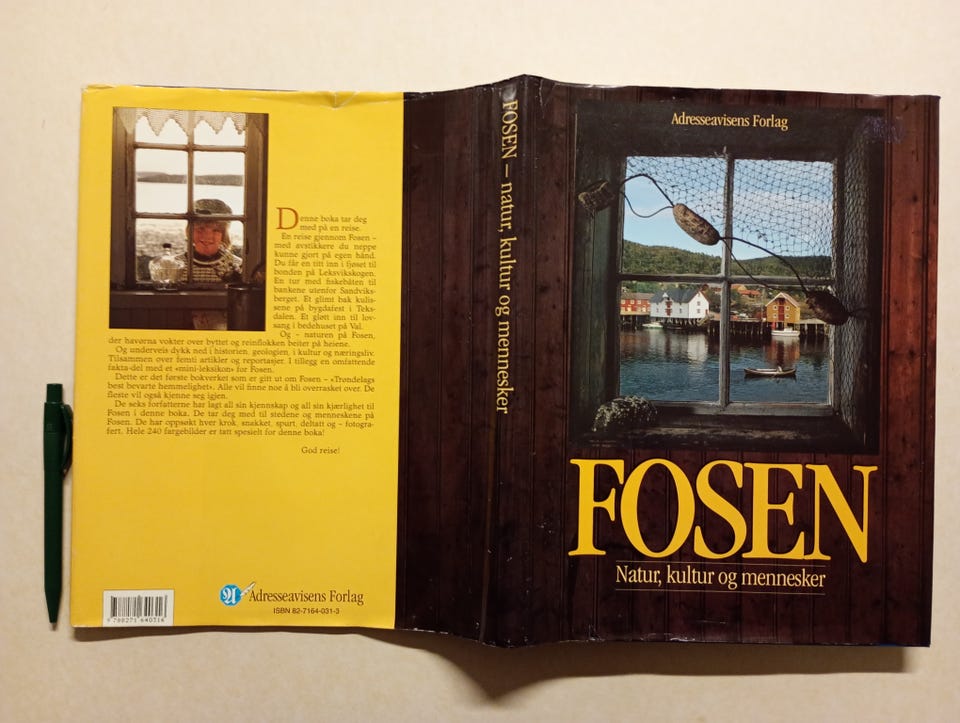 Denne boka tar deg
med på en reise.
En reise gjennom Fosen –
med avstikkere du neppe
kunne gjort på egen hånd.
Du får en titt inn i fjøset til
bonden på Leksvikskogen.
En tur med fiskebåten til
bankene utenfor Sandviks-
berget. Et glimt bak kulis-
sene på bygdafest i Teks-
dalen. Et gløtt inn til lov-
sang i bedehuset på Val.
Og – naturen på Fosen,
der havørna vokter over byttet og reinflokken beiter på heiene.
Og underveis dykk ned i historien, geologien, i kultur og næringsliv.
Tilsammen over femti artikler og reportasjer. I tillegg en omfattende
fakta-del med et «mini-leksikon» for Fosen.
Dette er det første bokverket som er gitt ut om Fosen – «Trøndelags
best bevarte hemmelighet». Alle vil finne noe å bli overrasket over. De
fleste vil også kjenne seg igjen.
De seks forfatterne har lagt all sin kjennskap og all sin kjærlighet til
Fosen i denne boka. De tar deg med til stedene og menneskene på
Fosen. De har oppsøkt hver krok, snakket, spurt, deltatt og – fotogra-
fert. Hele 240 fargebilder er tatt spesielt for denne boka!
God reise!
Adresseavisens Forlag
ISBN 82-7164-031-3
9 788271 640316
FOSEN – natur, kultur og mennesker
Adresseavisens Forlag
FOSEN
Natur, kultur og mennesker